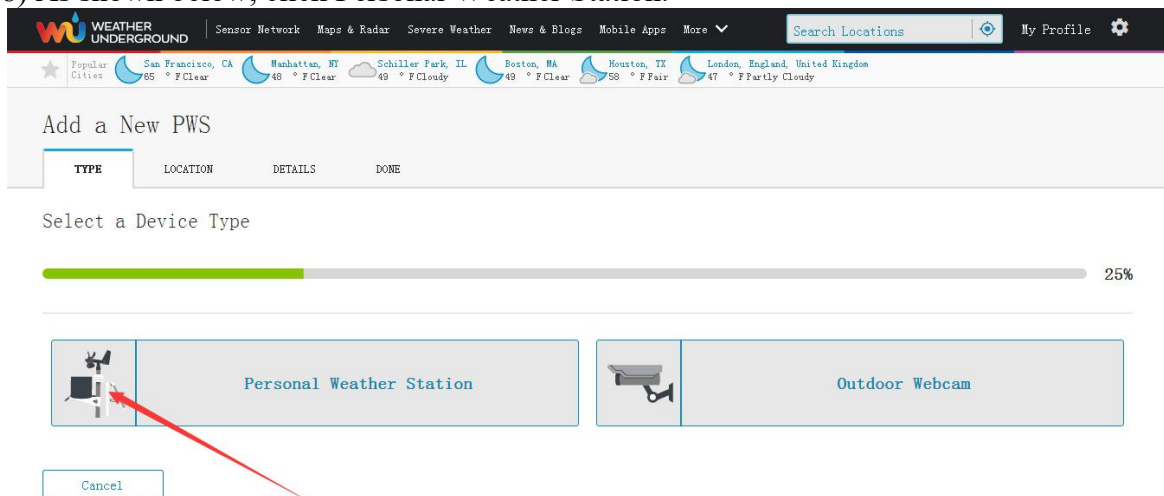 WEATHER UNDERGROUND Sensor Network Maps & Radar Severe Weather News & Blogs Mobile Apps More Search Locations My Profile
Popular Cities
San Francisco, CA
65 ° F Clear
Manhattan, NY
48 ° F Clear
Schiller Park, IL
49 ° F Cloudy
Boston, MA
49 ° F Clear
Houston, TX
58 ° F Fair
London, England, United Kingdom
47 ° F Partly Cloudy
Add a New PWS
TYPE LOCATION DETAILS DONE
Select a Device Type
25%
Personal Weather Station Outdoor Webcam
Cancel